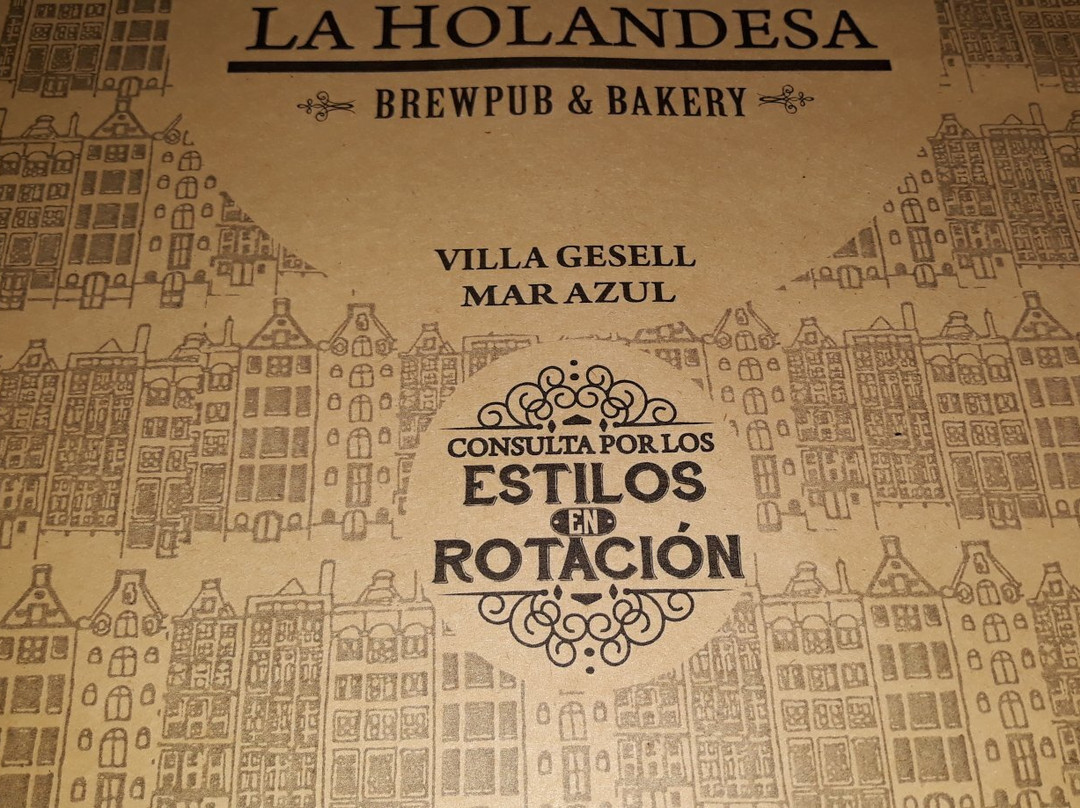 LA HOLANDESA
BREWPUB & BAKERY
VILLA GESELL
MAR AZUL
CONSULTA POR LOS
ESTILOS
EN
ROTACIÓN